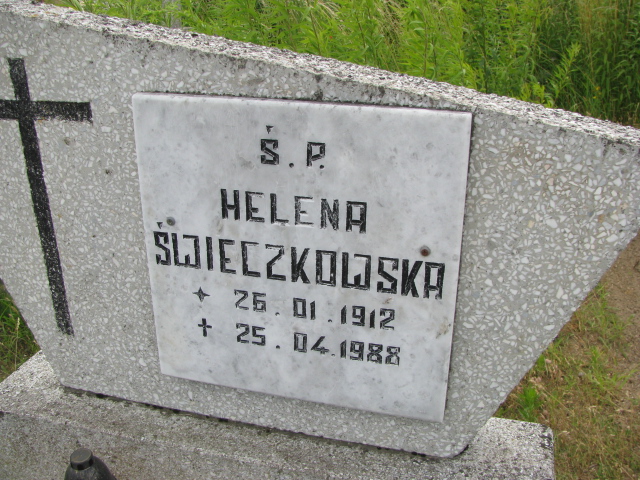 Ś.P.
HELENA
ŚWIECZKOWSKA
26.01.1912
25.04.1988